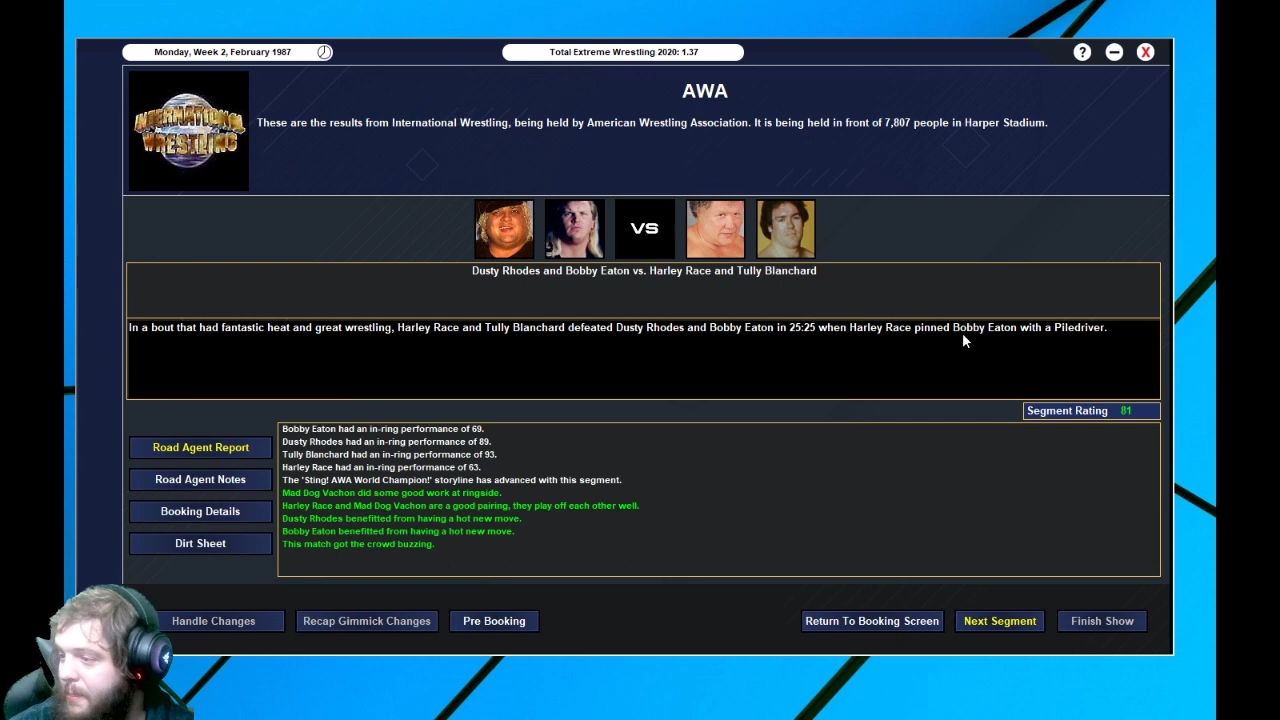 Monday, Week 2, February 1987
Total Extreme Wrestling 2020: 1.37
?
X
INTERNATIONAL
WRESTLING
AWA
These are the results from International Wrestling, being held by American Wrestling Association. It is being held in front of 7,807 people in Harper Stadium.
VS
Dusty Rhodes and Bobby Eaton vs. Harley Race and Tully Blanchard
In a bout that had fantastic heat and great wrestling, Harley Race and Tully Blanchard defeated Dusty Rhodes and Bobby Eaton in 25:25 when Harley Race pinned Bobby Eaton with a Piledriver.
Segment Rating 81
Road Agent Report
Road Agent Notes
Booking Details
Dirt Sheet
Bobby Eaton had an in-ring performance of 69.
Dusty Rhodes had an in-ring performance of 89.
Tully Blanchard had an in-ring performance of 93.
Harley Race had an in-ring performance of 63.
The 'Sting! AWA World Champion!' storyline has advanced with this segment.
Mad Dog Vachon did some good work at ringside.
Harley Race and Mad Dog Vachon are a good pairing, they play off each other well.
Dusty Rhodes benefitted from having a hot new move.
Bobby Eaton benefitted from having a hot new move.
This match got the crowd buzzing.
Handle Changes
Recap Gimmick Changes
Pre Booking
Return To Booking Screen
Next Segment
Finish Show